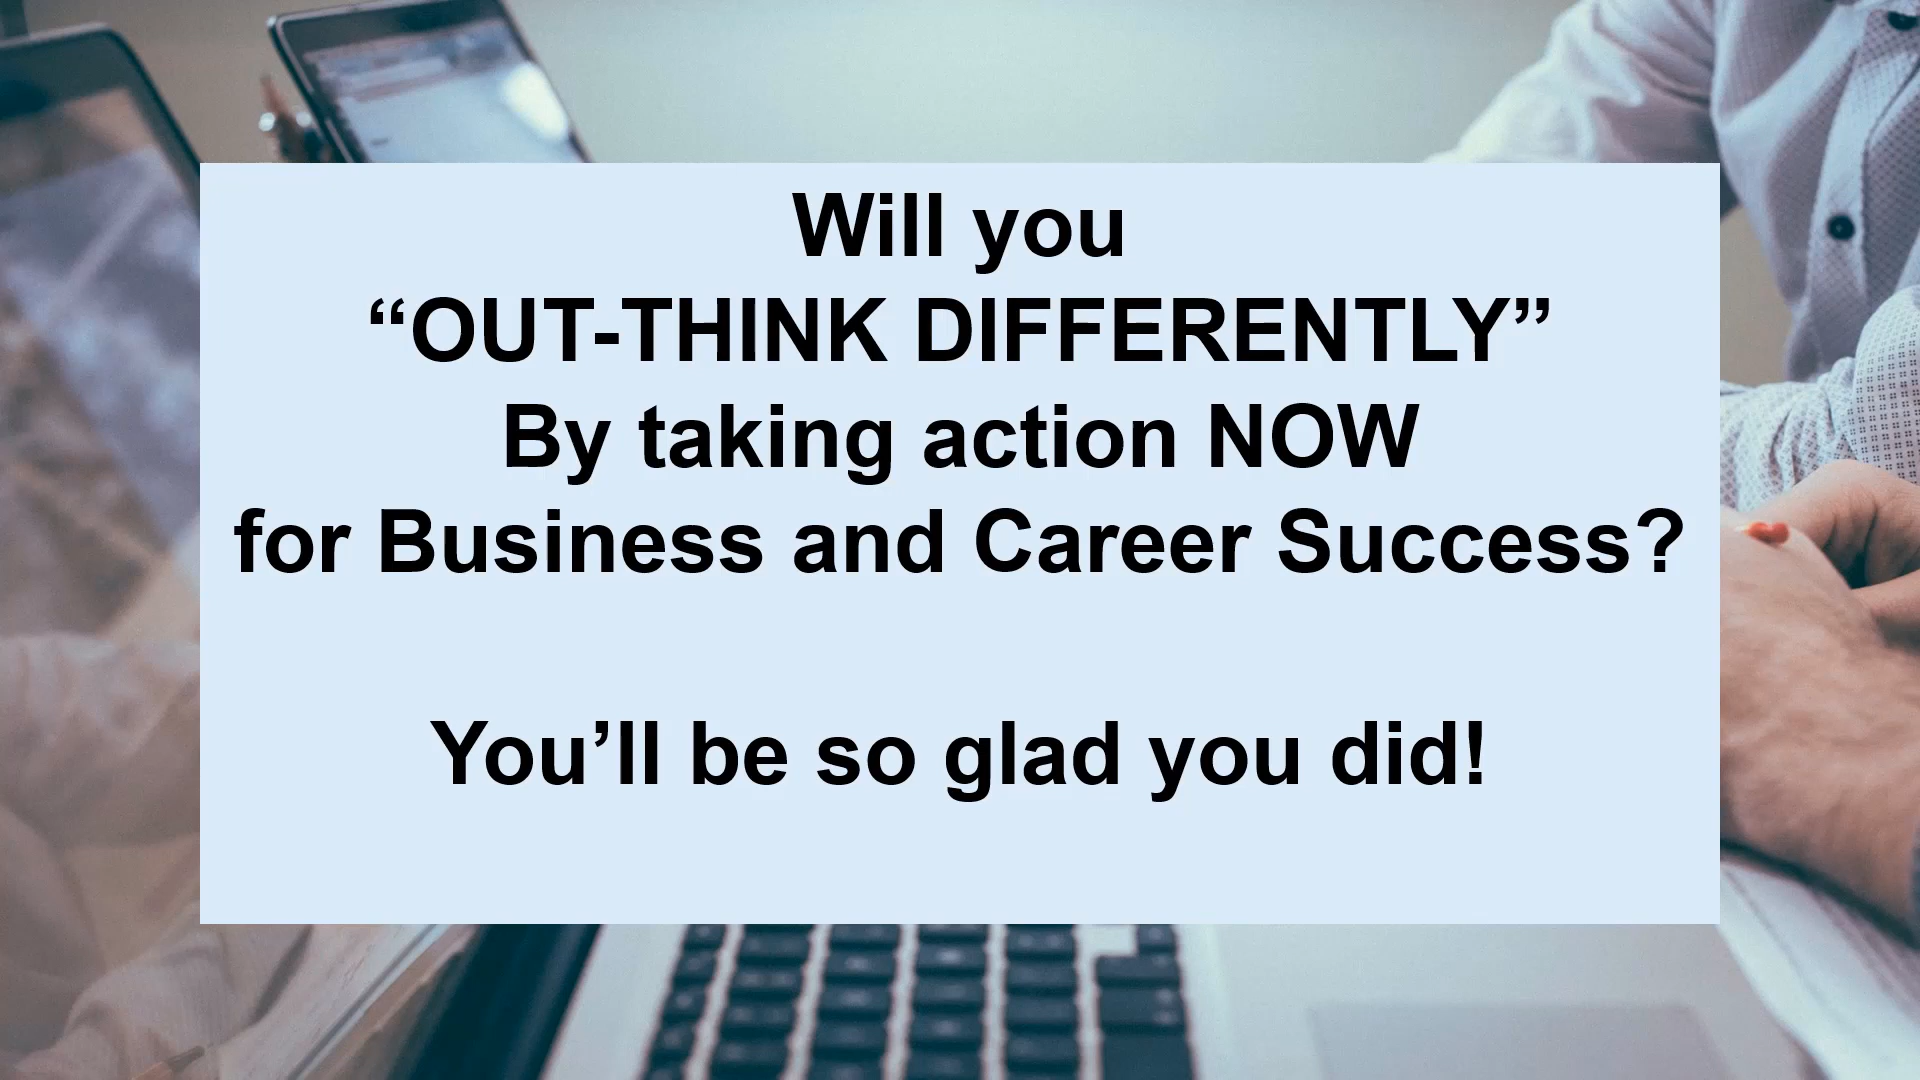 Will you
“OUT-THINK DIFFERENTLY”
By taking action NOW
for Business and Career Success?
You’ll be so glad you did!